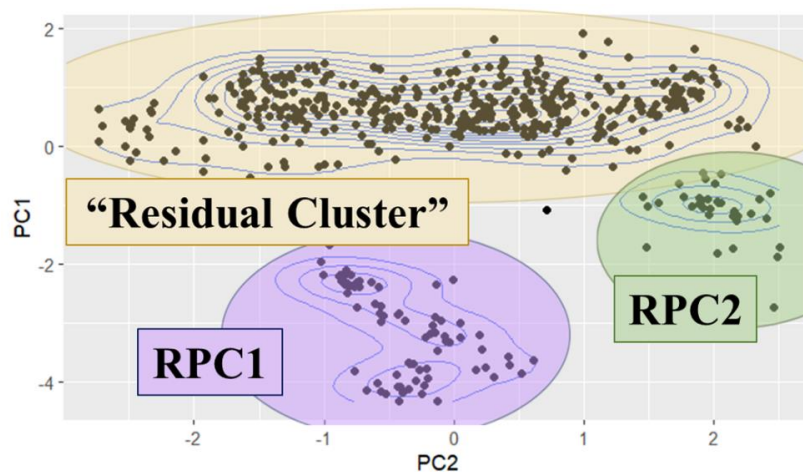 2
0
-2
-4
PC1
“Residual Cluster”
RPC1
RPC2
-2
-1
0
1
2
PC2